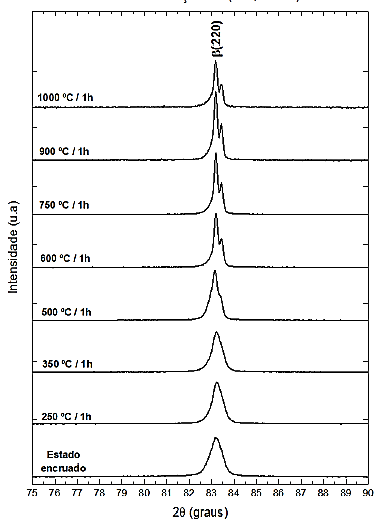 β(220)
1000 ºC / 1h
900 ºC / 1h
750 ºC / 1h
600 ºC / 1h
500 ºC / 1h
350 ºC / 1h
250 ºC / 1h
Estado
encruado
Intensidade (u.a)
75 76 77 78 79 80 81 82 83 84 85 86 87 88 89 90
2θ (graus)